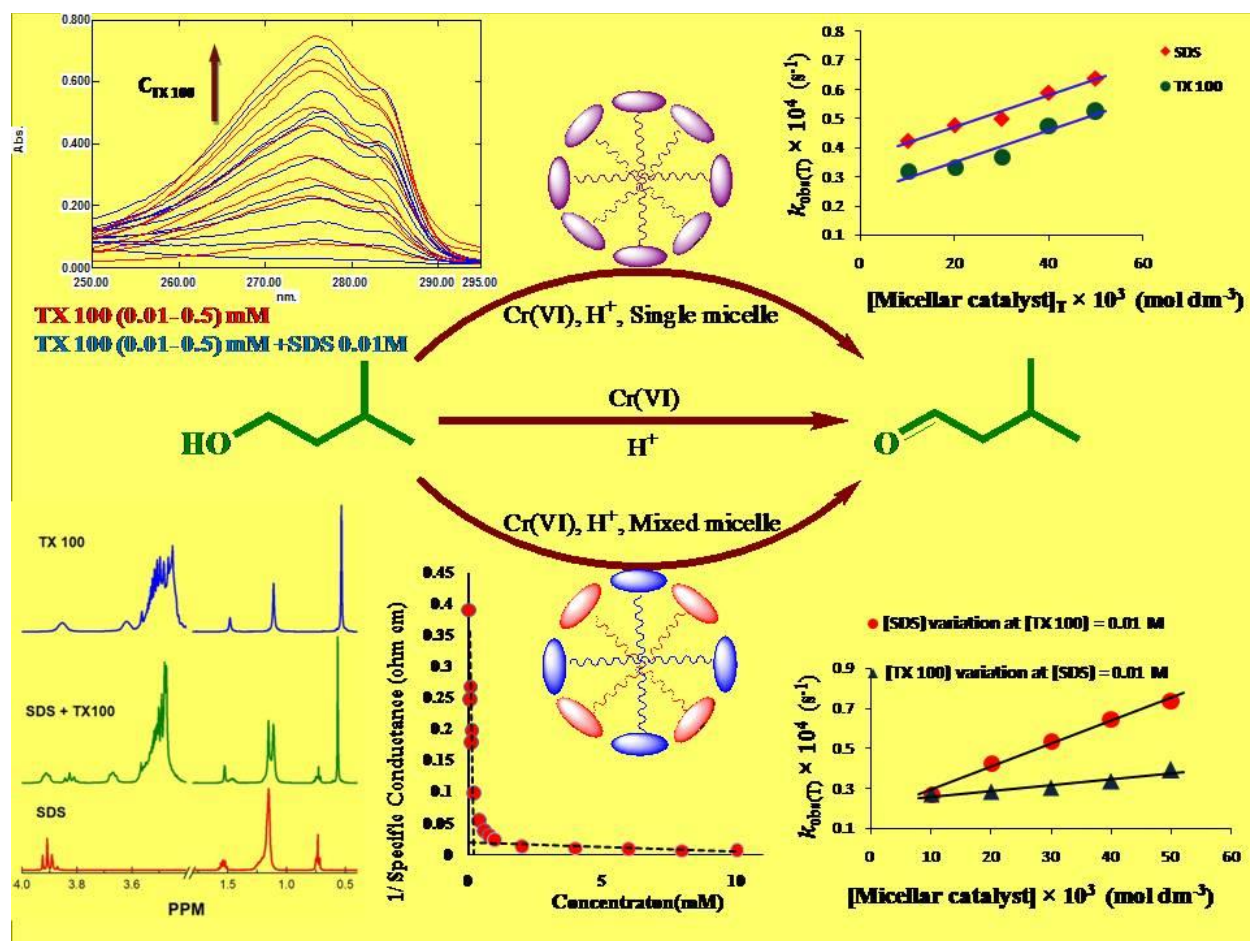 0.800
0.600
0.400
0.200
0.000
Abs.
C_TX 100
250.00 260.00 270.00 280.00 290.00 295.00
nm.
TX 100 (0.01-0.5) mM
TX 100 (0.01-0.5) mM +SDS 0.01M
0.8
0.7
0.6
0.5
0.4
0.3
0.2
0.1
k_obs(T) × 10^4 (s^-1)
SDS
TX 100
0 20 40 60
[Micellar catalyst]_T × 10^3 (mol dm^-3)
Cr(VI), H^+, Single micelle
HO
Cr(VI)
H^+
O
Cr(VI), H^+, Mixed micelle
TX 100
SDS + TX100
SDS
4.0 3.8 3.6 1.5 1.0 0.5
PPM
1/ Specific Conductance (ohm cm)
0.45
0.4
0.35
0.3
0.25
0.2
0.15
0.1
0.05
0
0 5 10
Concentraton(mM)
[SDS] variation at [TX 100] = 0.01 M
[TX 100] variation at [SDS] = 0.01 M
0.9
0.7
0.5
0.3
0.1
k_obs(T) × 10^4 (s^-1)
0 10 20 30 40 50 60
[Micellar catalyst] × 10^3 (mol dm^-3)